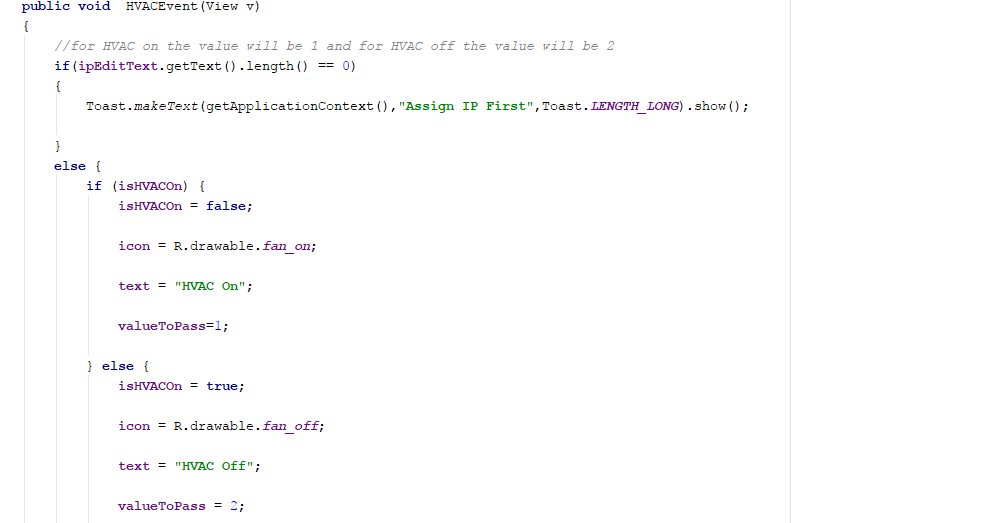 public void  HVACEvent(View v)
{
//for HVAC on the value will be 1 and for HVAC off the value will be 2
if(ipEditText.getText().length() == 0)
{
Toast.makeText(getApplicationContext(),"Assign IP First",Toast.LENGTH_LONG).show();
}
else {
if (isHVACOn) {
isHVACOn = false;
icon = R.drawable.fan_on;
text = "HVAC On";
valueToPass=1;
} else {
isHVACOn = true;
icon = R.drawable.fan_off;
text = "HVAC Off";
valueToPass = 2;